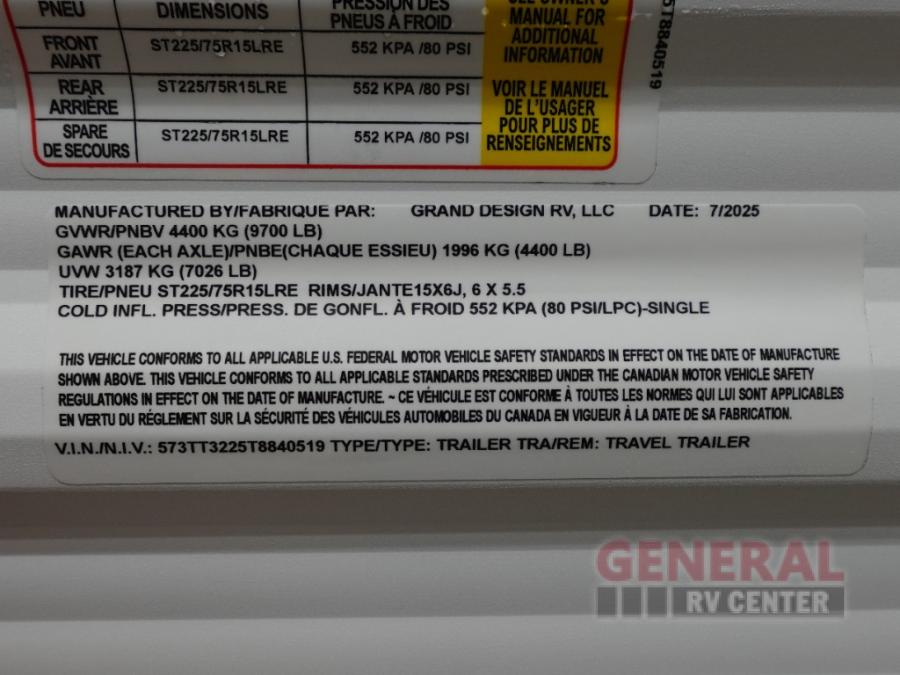 PNEU DIMENSIONS PRESSION DES
PNEUS À FROID
SEE OWNER'S
MANUAL FOR
ADDITIONAL
INFORMATION
FRONT
AVANT ST225/75R15LRE 552 KPA /80 PSI
REAR
ARRIÈRE ST225/75R15LRE 552 KPA /80 PSI
SPARE
DE SECOURS ST225/75R15LRE 552 KPA /80 PSI
VOIR LE MANUEL
DE L'USAGER
POUR PLUS DE
RENSEIGNEMENTS
5T8840519
MANUFACTURED BY/FABRIQUE PAR: GRAND DESIGN RV, LLC DATE: 7/2025
GVWR/PNBV 4400 KG (9700 LB)
GAWR (EACH AXLE)/PNBE(CHAQUE ESSIEU) 1996 KG (4400 LB)
UVW 3187 KG (7026 LB)
TIRE/PNEU ST225/75R15LRE RIMS/JANTE15X6J, 6 X 5.5
COLD INFL. PRESS/PRESS. DE GONFL. À FROID 552 KPA (80 PSI/LPC)-SINGLE
THIS VEHICLE CONFORMS TO ALL APPLICABLE U.S. FEDERAL MOTOR VEHICLE SAFETY STANDARDS IN EFFECT ON THE DATE OF MANUFACTURE
SHOWN ABOVE. THIS VEHICLE CONFORMS TO ALL APPLICABLE STANDARDS PRESCRIBED UNDER THE CANADIAN MOTOR VEHICLE SAFETY
REGULATIONS IN EFFECT ON THE DATE OF MANUFACTURE. ~ CE VÉHICULE EST CONFORME À TOUTES LES NORMES QUI LUI SONT APPLICABLES
EN VERTU DU RÉGLEMENT SUR LA SÉCURITÉ DES VÉHICULES AUTOMOBILES DU CANADA EN VIGUEUR À LA DATE DE SA FABRICATION.
V.I.N./N.I.V.: 573TT3225T8840519 TYPE/TYPE: TRAILER TRA/REM: TRAVEL TRAILER
GENERAL
RV CENTER